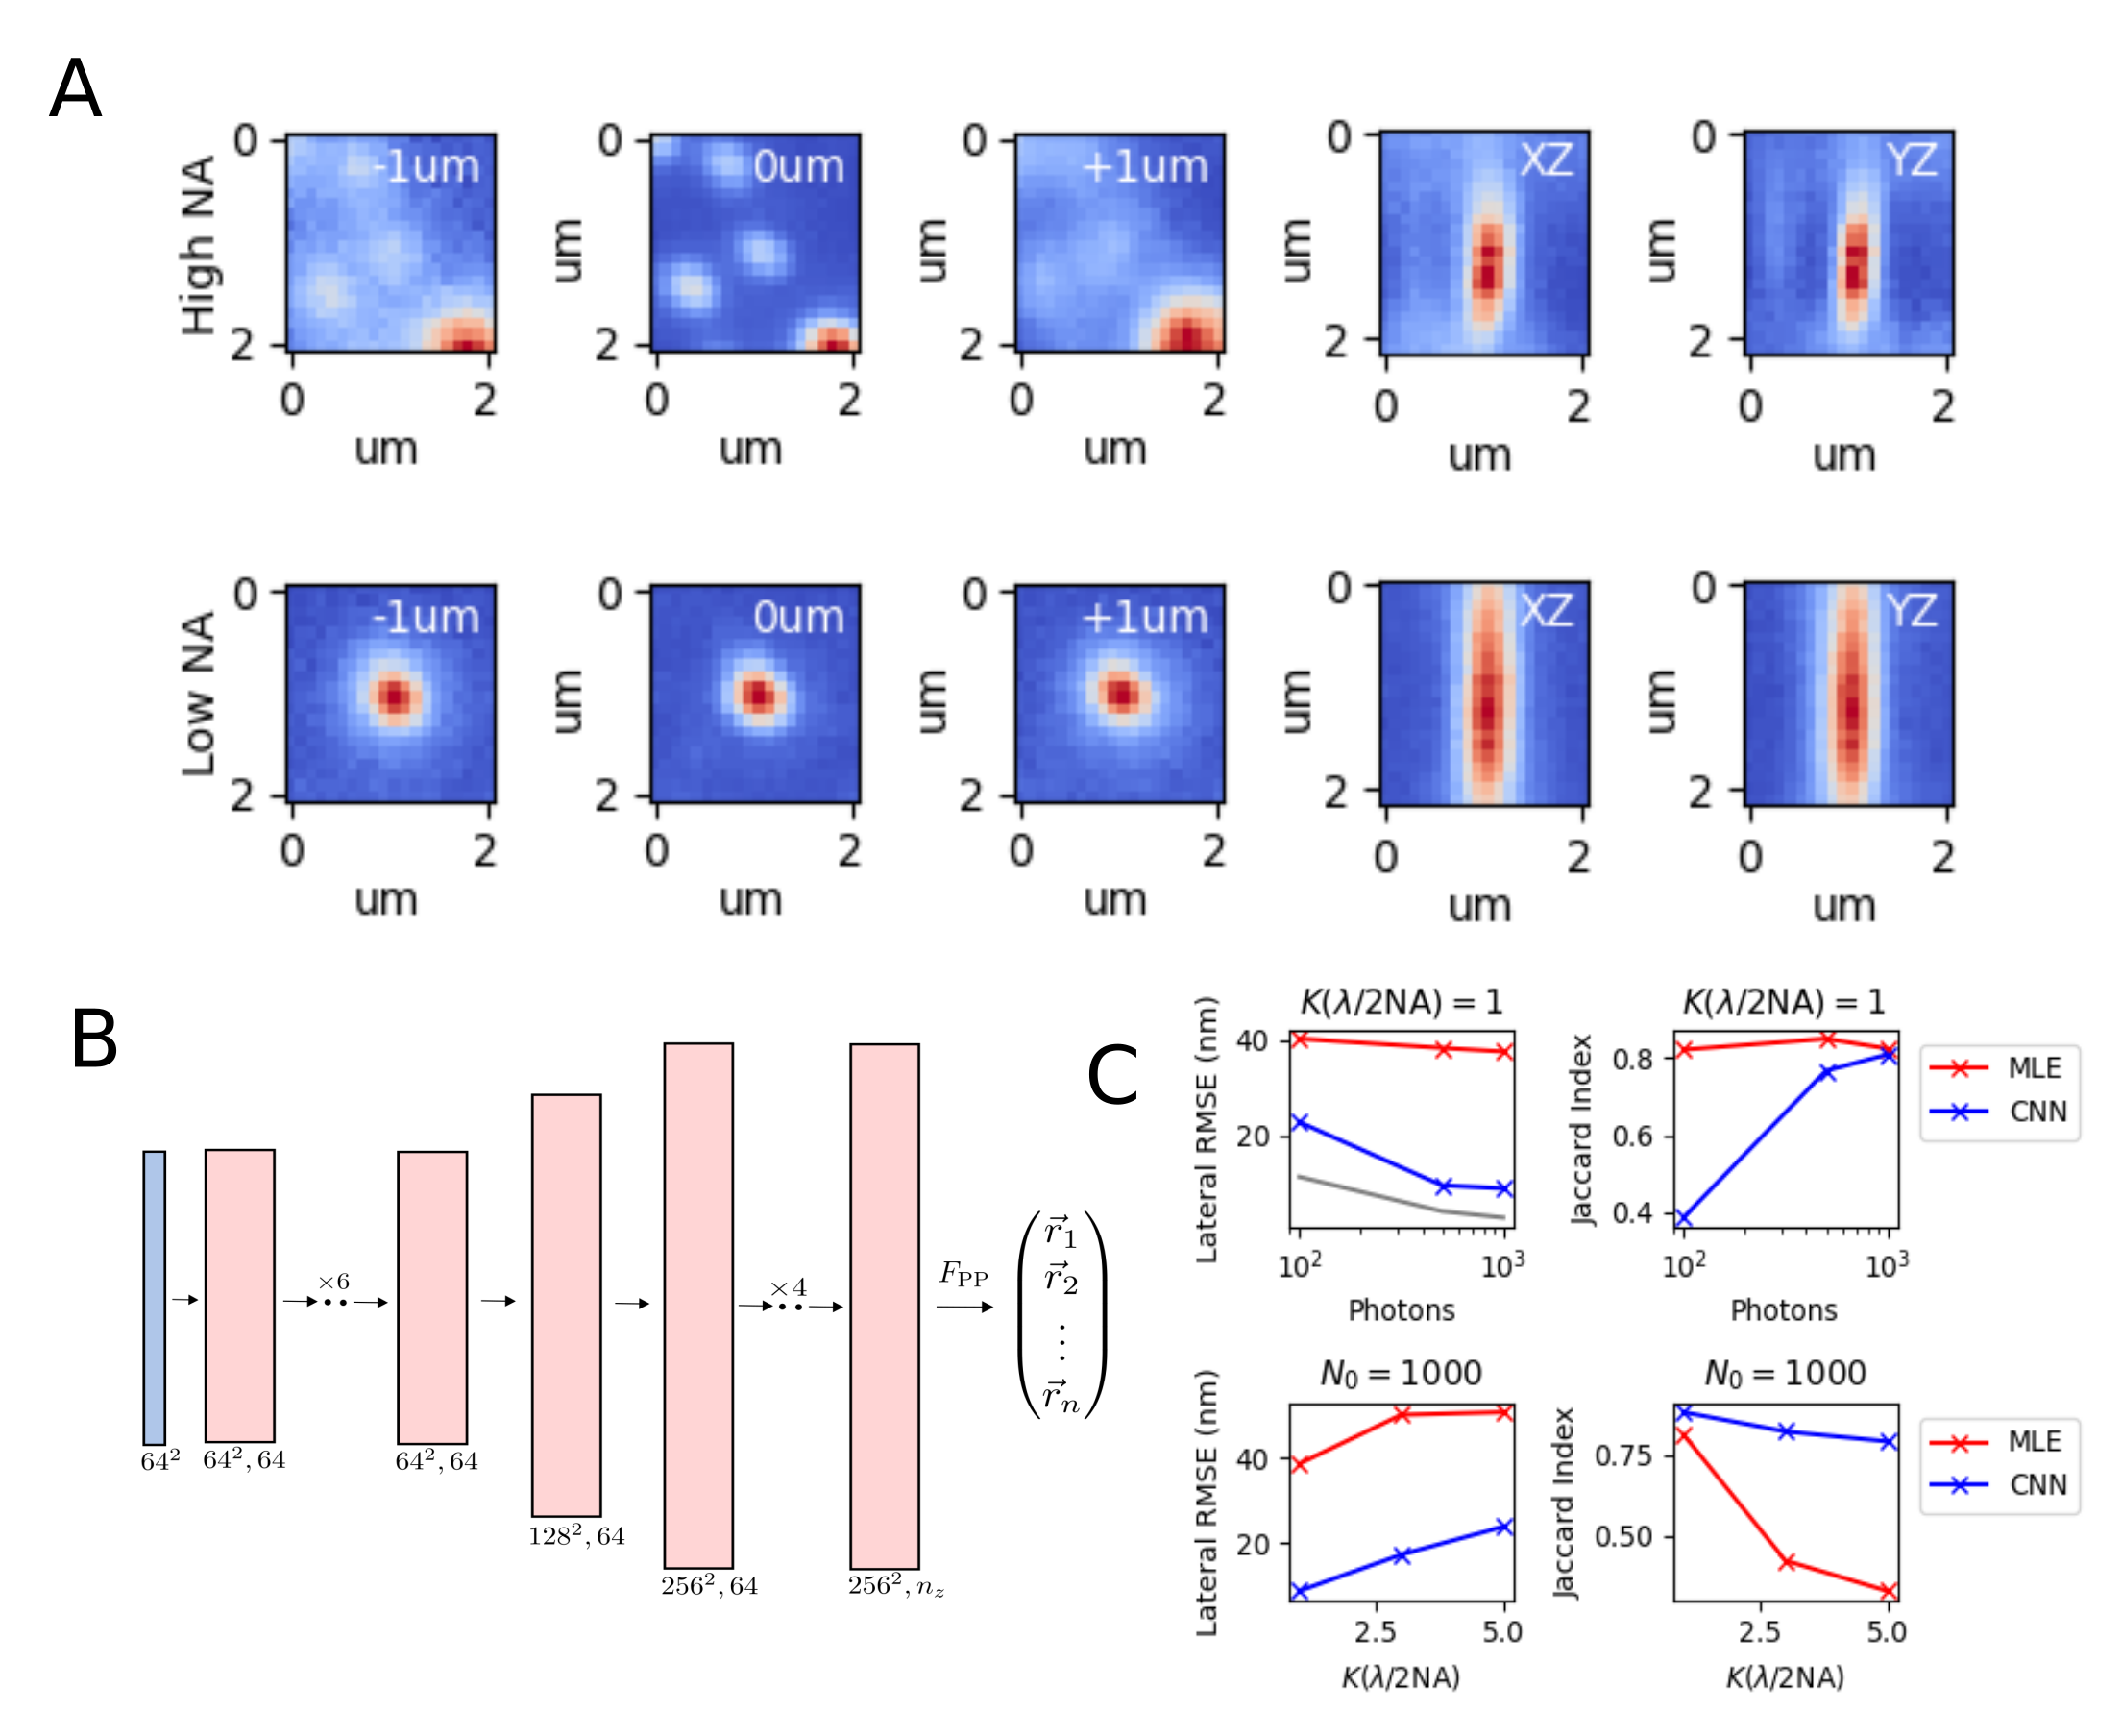 A
High NA
0
2
0
2
um
-1um
um
0
2
0
2
um
0um
um
0
2
0
2
um
+1um
um
0
2
0
2
um
XZ
um
0
2
0
2
um
YZ
Low NA
0
2
0
2
um
-1um
um
0
2
0
2
um
0um
um
0
2
0
2
um
+1um
um
0
2
0
2
um
XZ
um
0
2
0
2
um
YZ
B
64²
64², 64
×6
64², 64
128², 64
256², 64
×4
256², n_z
F_PP
r⃗₁
r⃗₂
⋮
r⃗ₙ
C
K(λ/2NA) = 1
Lateral RMSE (nm)
40
20
10²
10³
Photons
K(λ/2NA) = 1
Jaccard Index
0.8
0.6
0.4
10²
10³
Photons
MLE
CNN
N₀ = 1000
Lateral RMSE (nm)
40
20
2.5
5.0
K(λ/2NA)
N₀ = 1000
Jaccard Index
0.75
0.50
2.5
5.0
K(λ/2NA)
MLE
CNN